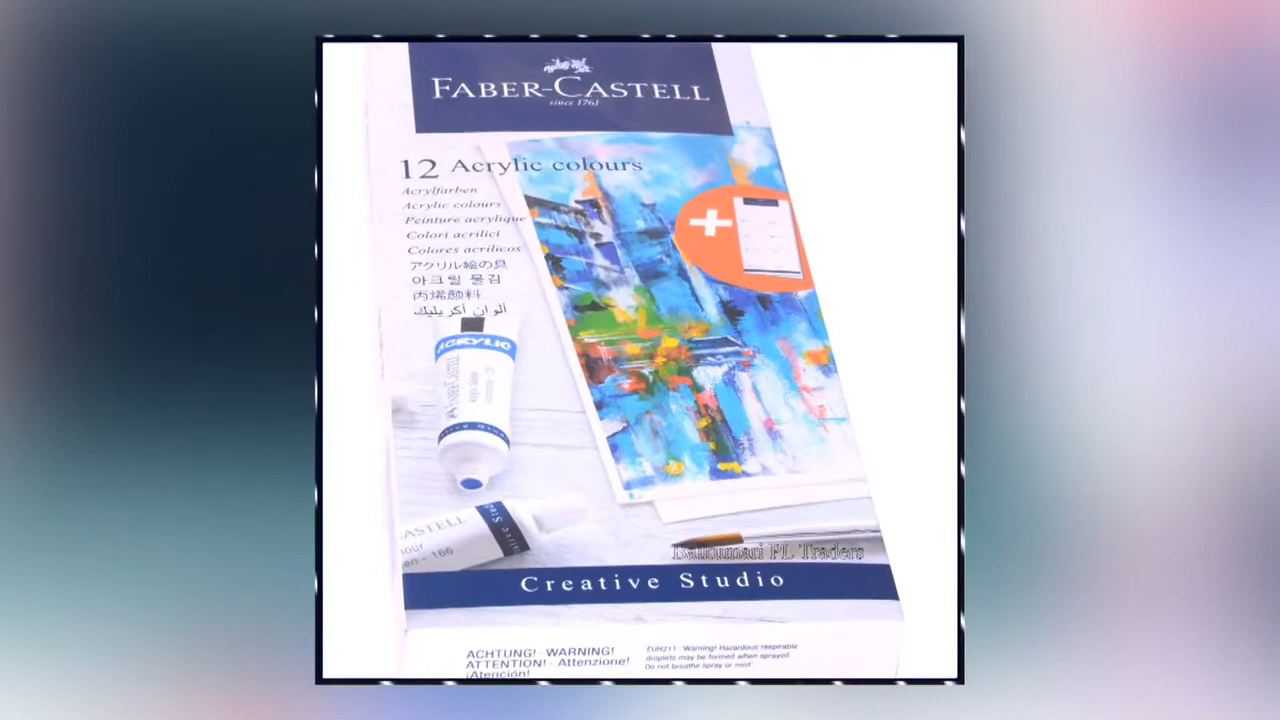 FABER-CASTELL
since 1761
12 Acrylic colours
Acrylfarben
Acrylic colours
Peinture acrylique
Colori acrilici
Colores acrílicos
アクリル絵の具
아크릴 물감
丙烯颜料
ألوان أكريليك
ACRYLIC
FABER-CASTELL
ASTELL
Creative Studio
ACHTUNG! · WARNING!
ATTENTION! · Attenzione!
¡Atención!
EUH211: 'Warning! Hazardous respirable
droplets may be formed when sprayed.
Do not breathe spray or mist'